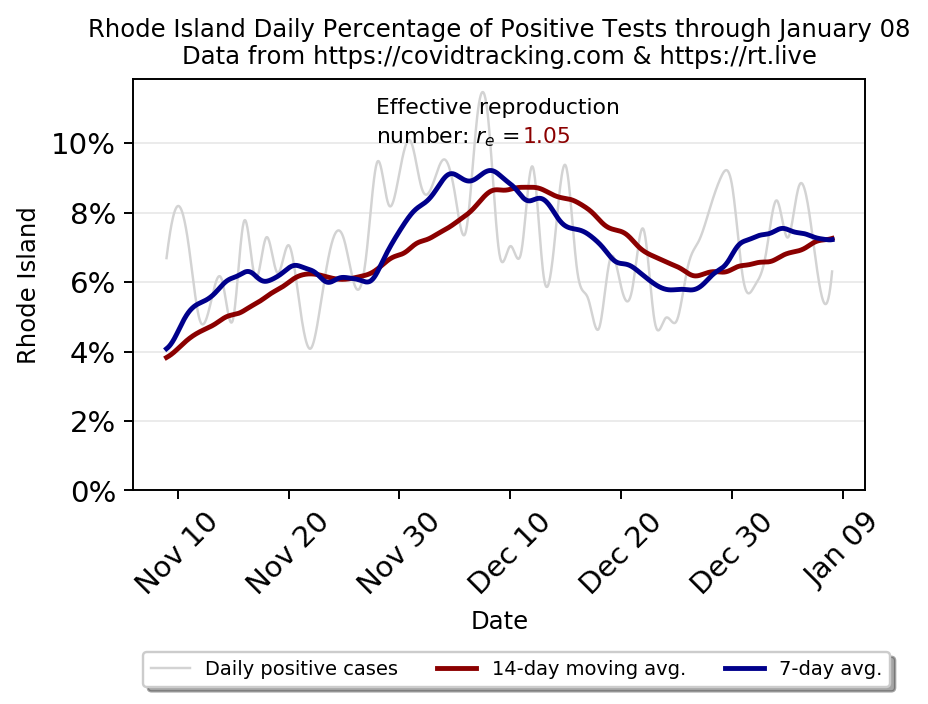 Rhode Island Daily Percentage of Positive Tests through January 08
Data from https://covidtracking.com & https://rt.live
Effective reproduction
number: rₑ =1.05
10%
8%
6%
4%
2%
0%
Rhode Island
Nov 10
Nov 20
Nov 30
Dec 10
Dec 20
Dec 30
Jan 09
Date
Daily positive cases
14-day moving avg.
7-day avg.